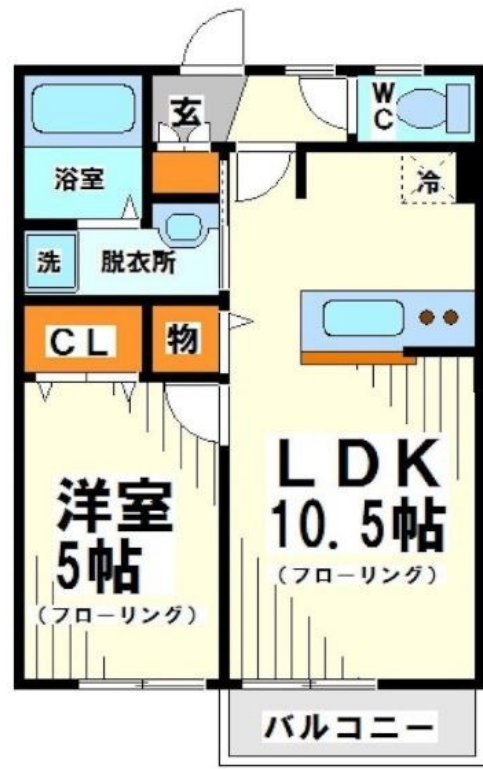 玄
WC
浴室
冷
洗
脱衣所
CL
物
LDK
10.5帖
(フローリング)
洋室
5帖
(フローリング)
バルコニー